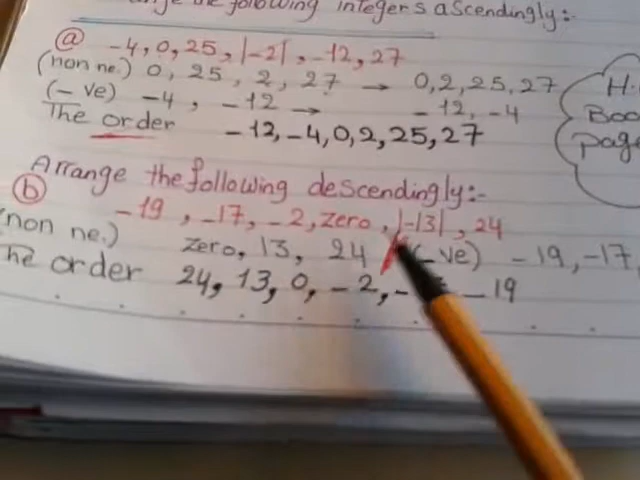 the following integers ascendingly:-
(a) -4, 0, 25, |-2|, -12, 27
(non ne.) 0, 25, 2, 27 → 0, 2, 25, 27
(- ve) -4, -12 → -12, -4
The order -12, -4, 0, 2, 25, 27
H.
Boo
page
Arrange the following descendingly:-
(b) -19, -17, -2, zero, |-13|, 24
(non ne.) zero, 13, 24 / (- ve) -19, -17,
The order 24, 13, 0, -2, - -19